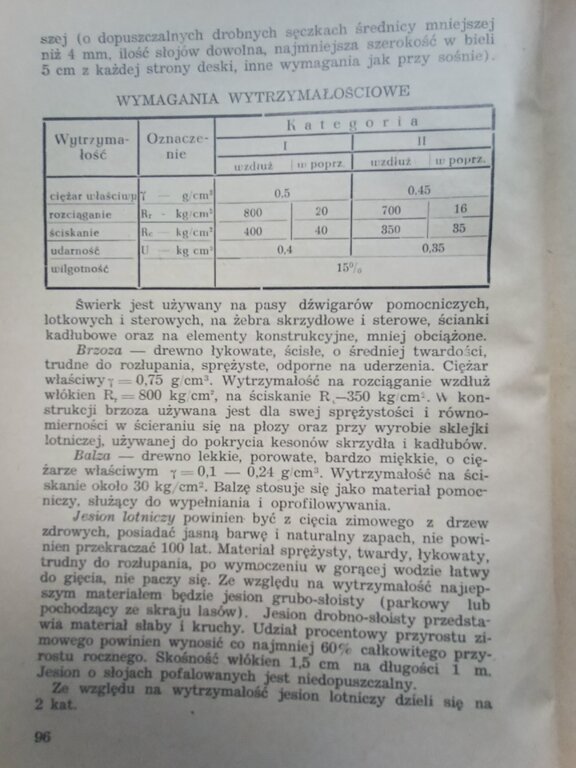 szej (o dopuszczalnych drobnych sęczkach średnicy mniejszej
niż 4 mm, ilość słojów dowolna, najmniejsza szerokość w bieli
5 cm z każdej strony deski, inne wymagania jak przy sośnie).
WYMAGANIA WYTRZYMAŁOŚCIOWE
Wytrzyma-
łość
Oznacze-
nie
Kategoria
I II
wzdłuż w poprz. wzdłuż w poprz.
ciężar właściwy γ — g/cm³ 0.5 0.45
rozciąganie Rr - kg/cm² 800 20 700 16
ściskanie Rc - kg/cm² 400 40 350 35
udarność U — kg cm² 0,4 0,35
wilgotność 15%
Świerk jest używany na pasy dźwigarów pomocniczych,
lotkowych i sterowych, na żebra skrzydłowe i sterowe, ścianki
kadłubowe oraz na elementy konstrukcyjne, mniej obciążone.
Brzoza — drewno łykowate, ścisłe, o średniej twardości,
trudne do rozłupania, sprężyste, odporne na uderzenia. Ciężar
właściwy γ = 0,75 g/cm³. Wytrzymałość na rozciąganie wzdłuż
włókien Rr = 800 kg/cm², na ściskanie Rc—350 kg/cm². W kon-
strukcji brzoza używana jest dla swej sprężystości i równo-
mierności w ścieraniu się na płozy oraz przy wyrobie sklejki
lotniczej, używanej do pokrycia kesonów skrzydła i kadłubów.
Balza — drewno lekkie, porowate, bardzo miękkie, o cię-
żarze właściwym γ = 0,1 — 0,24 g/cm³. Wytrzymałość na ści-
skanie około 30 kg/cm². Balzę stosuje się jako materiał pomoc-
niczy, służący do wypełniania i oprofilowywania.
Jesion lotniczy powinien być z cięcia zimowego z drzew
zdrowych, posiadać jasną barwę i naturalny zapach, nie powi-
nien przekraczać 100 lat. Materiał sprężysty, twardy, łykowaty,
trudny do rozłupania, po wymoczeniu w gorącej wodzie łatwy
do gięcia, nie paczy się. Ze względu na wytrzymałość najlep-
szym materiałem będzie jesion grubo-słoisty (parkowy lub
pochodzący ze skraju lasów). Jesion drobno-słoisty przedsta-
wia materiał słaby i kruchy. Udział procentowy przyrostu zi-
mowego powinien wynosić co najmniej 60% całkowitego przy-
rostu rocznego. Skośność włókien 1,5 cm na długości 1 m.
Jesion o słojach pofalowanych jest niedopuszczalny.
Ze względu na wytrzymałość jesion lotniczy dzieli się na
2 kat.
96